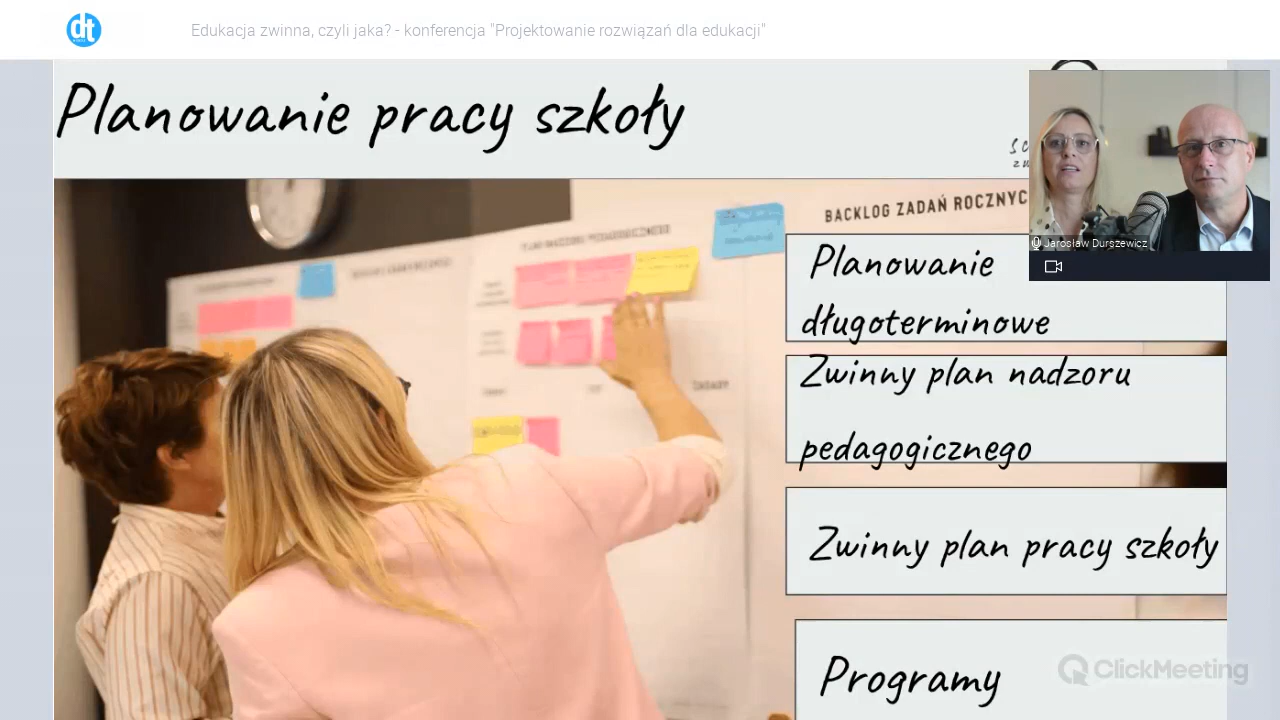 dt
Edukacja zwinna, czyli jaka? - konferencja "Projektowanie rozwiązań dla edukacji"
Planowanie pracy szkoły
BACKLOG ZADAŃ ROCZNYC
Jarosław Durszewicz
Planowanie
długoterminowe
Zwinny plan nadzoru
pedagogicznego
Zwinny plan pracy szkoły
Programy
ClickMeeting